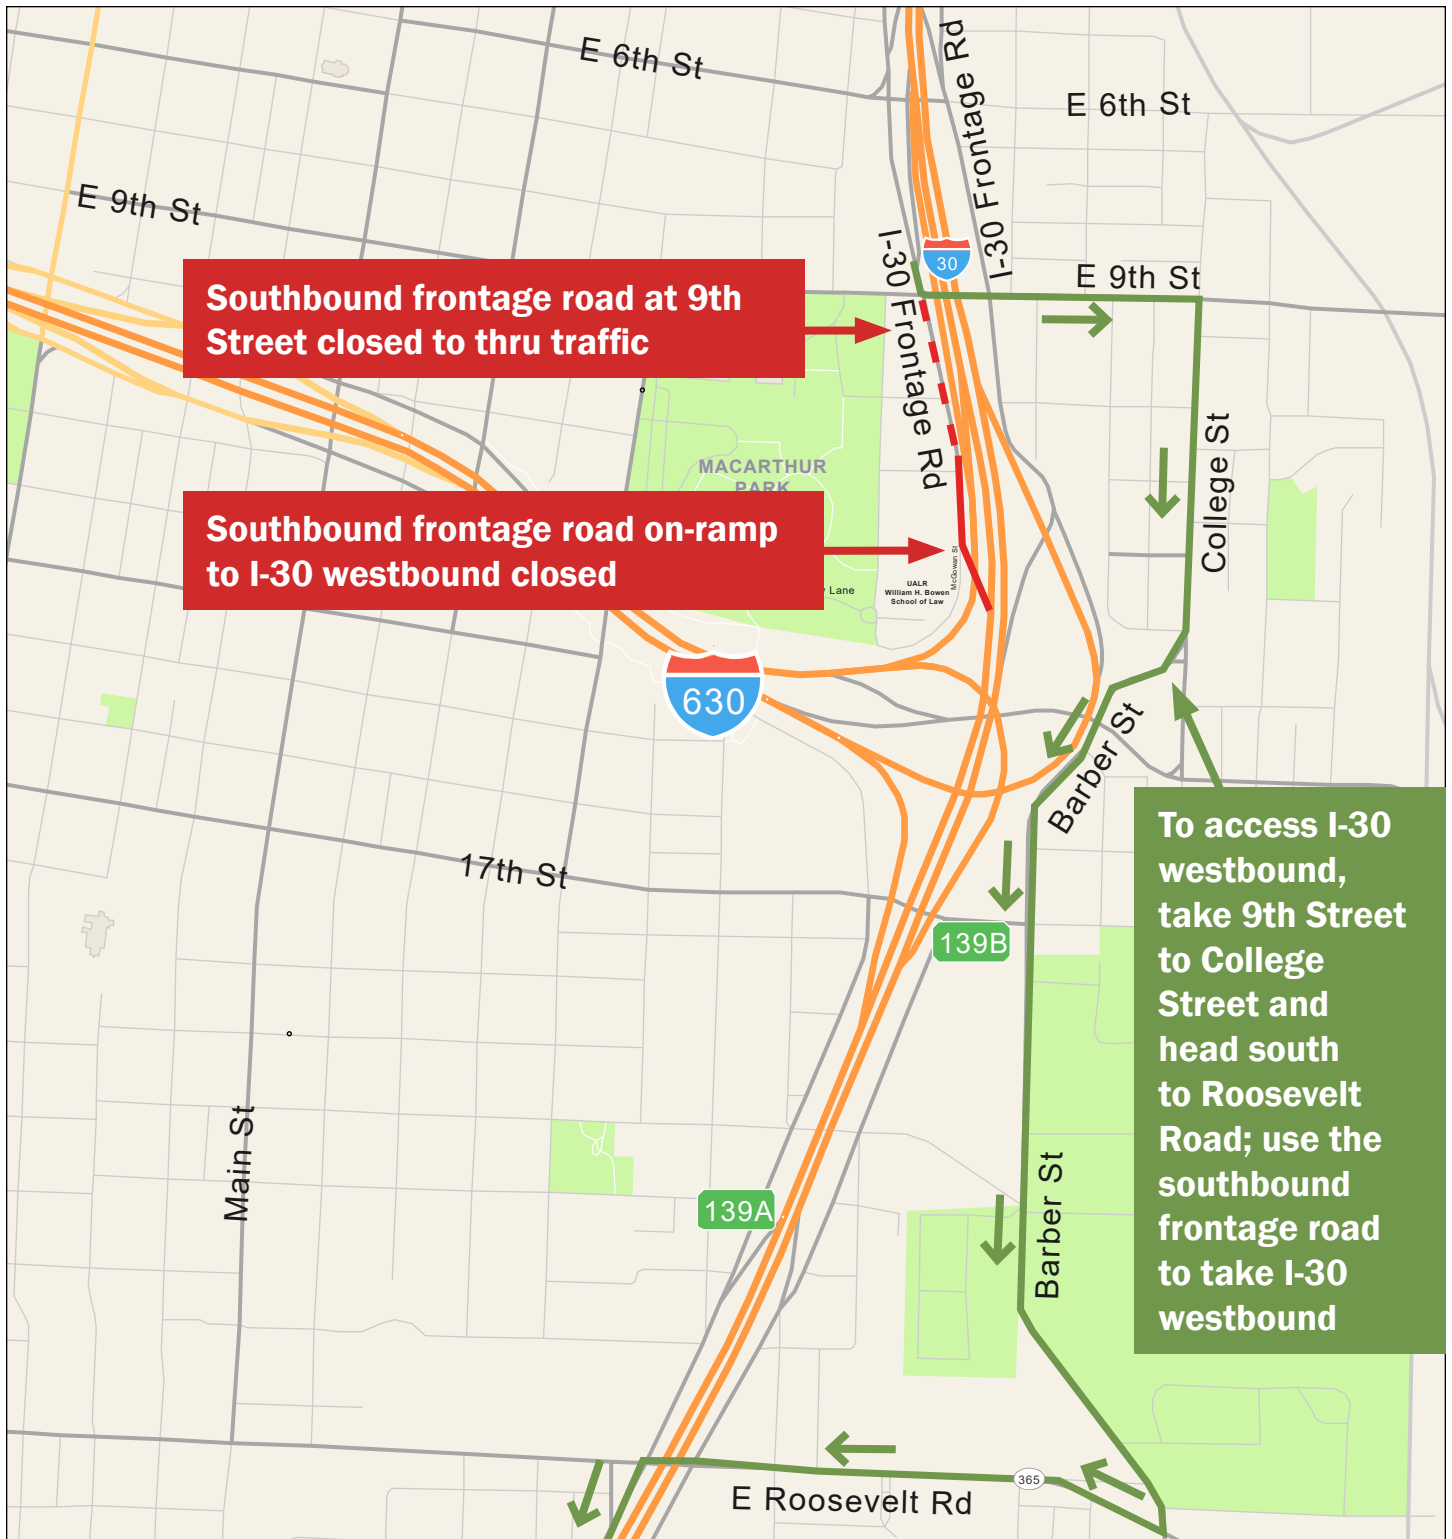 E 6th St
I-30 Frontage Rd
E 6th St
E 9th St
I-30 Frontage Rd
30
E 9th St
Southbound frontage road at 9th
Street closed to thru traffic
College St
MACARTHUR
PARK
Southbound frontage road on-ramp
to I-30 westbound closed
McGowan St
UALR
William H. Bowen
School of Law
Lane
630
Barber St
To access I-30
westbound,
take 9th Street
to College
Street and
head south
to Roosevelt
Road; use the
southbound
frontage road
to take I-30
westbound
17th St
139B
Main St
139A
Barber St
365
E Roosevelt Rd